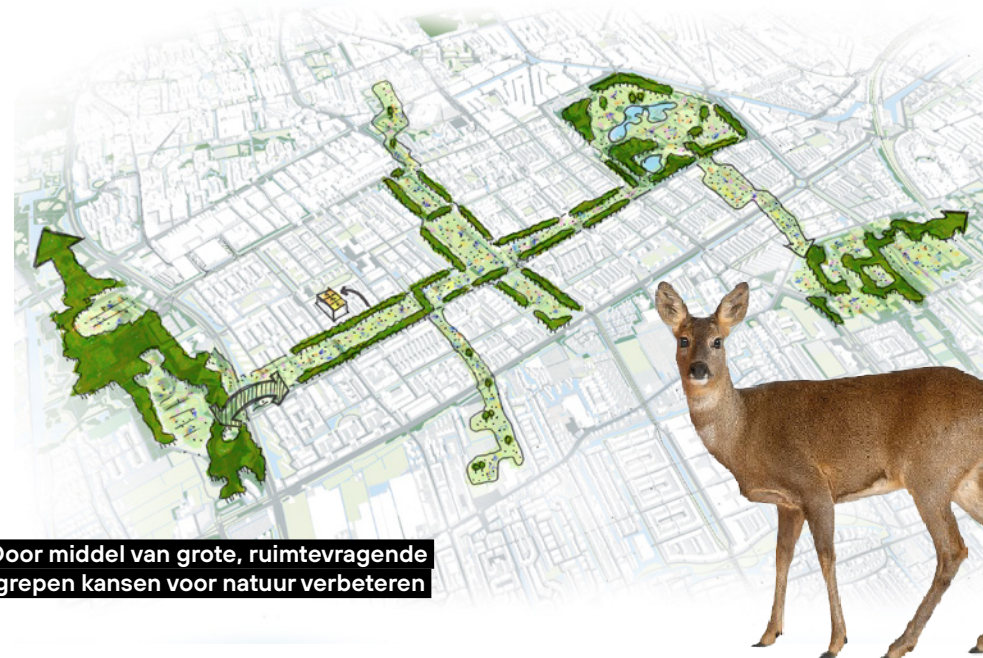 Door middel van grote, ruimtevragende
grepen kansen voor natuur verbeteren